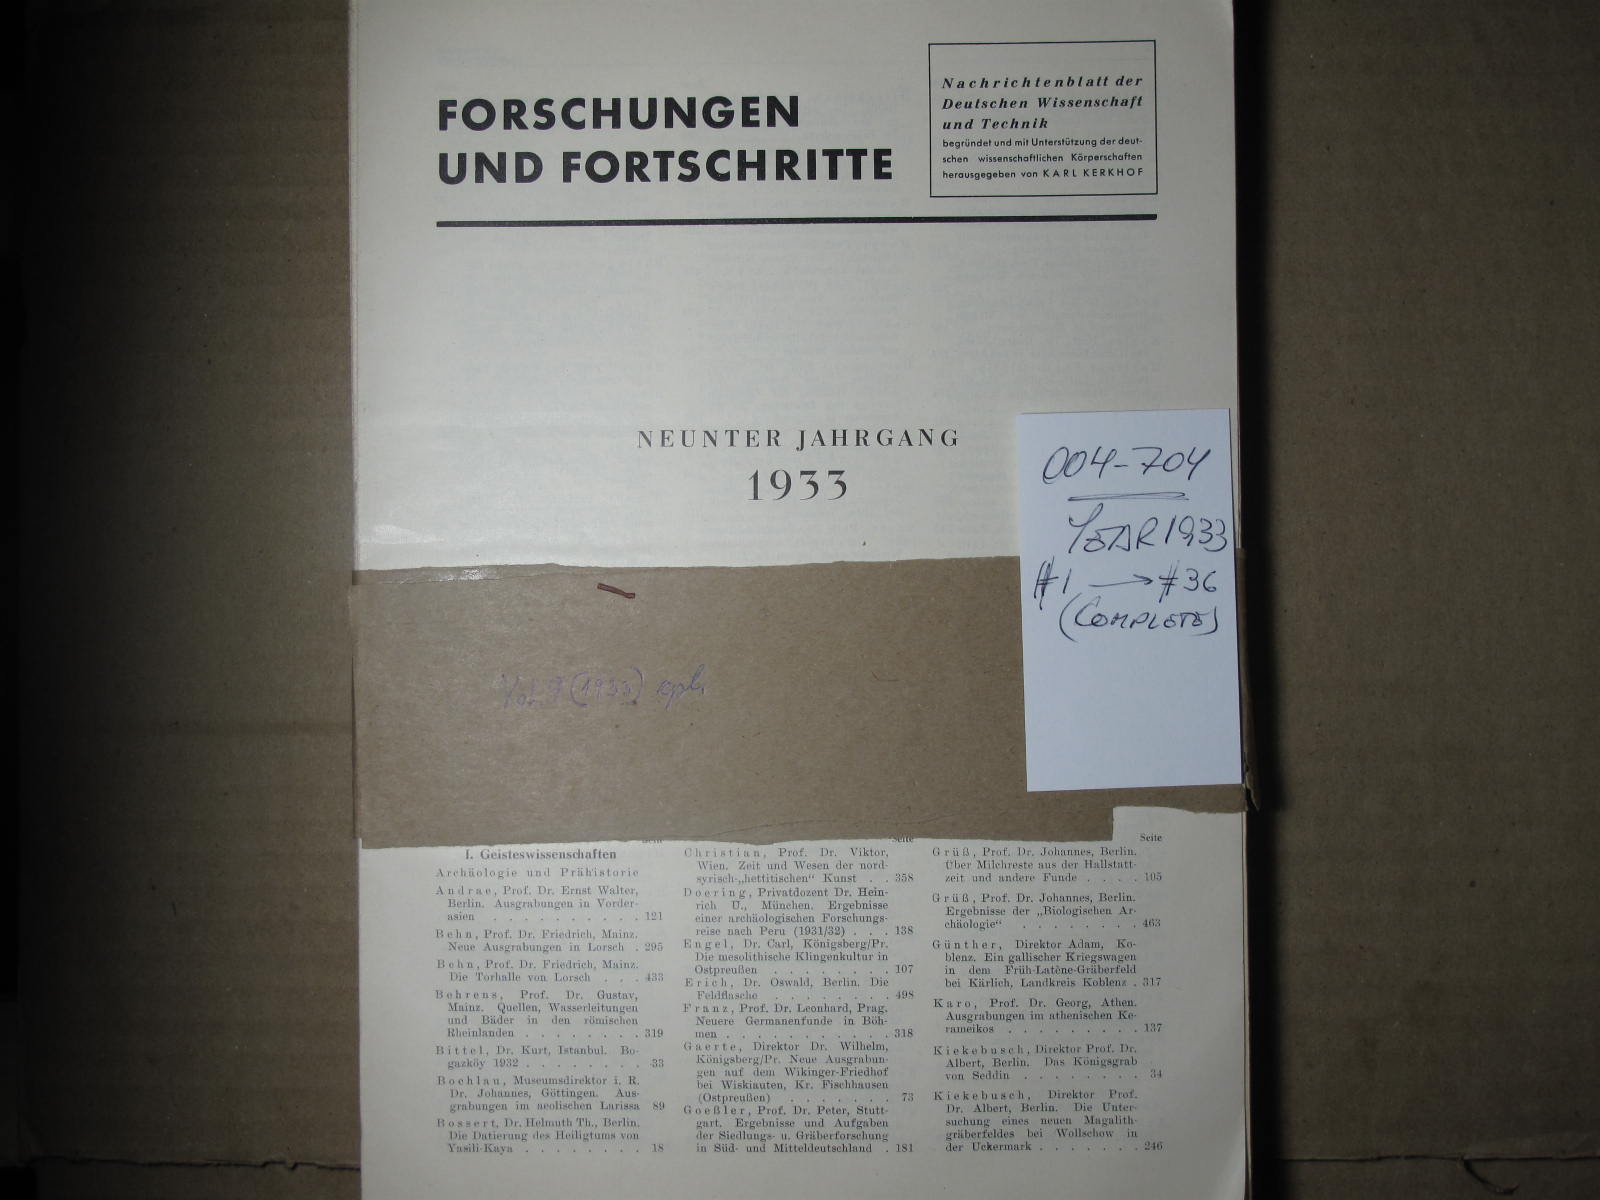 FORSCHUNGEN
UND FORTSCHRITTE
Nachrichtenblatt der
Deutschen Wissenschaft
und Technik
begründet und mit Unterstützung der deut-
schen wissenschaftlichen Körperschaften
herausgegeben von KARL KERKHOF
NEUNTER JAHRGANG
1933
004-704
YEAR 1933
#1 → #36
(COMPLETE)
Vol. 9 (1933) cplt.
I. Geisteswissenschaften
Archäologie und Prähistorie
Andrae, Prof. Dr. Ernst Walter,
Berlin. Ausgrabungen in Vorder-
asien . . . . . . . . . . 121
Behn, Prof. Dr. Friedrich, Mainz.
Neue Ausgrabungen in Lorsch . 295
Behn, Prof. Dr. Friedrich, Mainz.
Die Torhalle von Lorsch . . . 433
Behrens, Prof. Dr. Gustav,
Mainz. Quellen, Wasserleitungen
und Bäder in den römischen
Rheinlanden . . . . . . . 319
Bittel, Dr. Kurt, Istanbul. Bo-
gazköy 1932 . . . . . . . . 33
Boehlau, Museumsdirektor i. R.
Dr. Johannes, Göttingen. Aus-
grabungen im aeolischen Larissa 89
Bossert, Dr. Helmuth Th., Berlin.
Die Datierung des Heiligtums von
Yasili-Kaya . . . . . . . . 18
Seite
Christian, Prof. Dr. Viktor,
Wien. Zeit und Wesen der nord-
syrisch-„hettitischen“ Kunst . . 358
Doering, Privatdozent Dr. Hein-
rich U., München. Ergebnisse
einer archäologischen Forschungs-
reise nach Peru (1931/32) . . . 138
Engel, Dr. Carl, Königsberg/Pr.
Die mesolithische Klingenkultur in
Ostpreußen . . . . . . . . 107
Erich, Dr. Oswald, Berlin. Die
Feldflasche . . . . . . . 498
Franz, Prof. Dr. Leonhard, Prag.
Neuere Germanenfunde in Böh-
men . . . . . . . . . . 318
Gaerte, Direktor Dr. Wilhelm,
Königsberg/Pr. Neue Ausgrabun-
gen auf dem Wikinger-Friedhof
bei Wiskiauten, Kr. Fischhausen
(Ostpreußen) . . . . . . . 73
Goeßler, Prof. Dr. Peter, Stutt-
gart. Ergebnisse und Aufgaben
der Siedlungs- u. Gräberforschung
in Süd- und Mitteldeutschland . 181
Seite
Grüß, Prof. Dr. Johannes, Berlin.
Über Milchreste aus der Hallstatt-
zeit und andere Funde . . . . 105
Grüß, Prof. Dr. Johannes, Berlin.
Ergebnisse der „Biologischen Ar-
chäologie“ . . . . . . . . 463
Günther, Direktor Adam, Ko-
blenz. Ein gallischer Kriegswagen
in dem Früh-Latène-Gräberfeld
bei Kärlich, Landkreis Koblenz . 317
Karo, Prof. Dr. Georg, Athen.
Ausgrabungen im athenischen Ke-
rameikos . . . . . . . . . 137
Kiekebusch, Direktor Prof. Dr.
Albert, Berlin. Das Königsgrab
von Seddin . . . . . . . . 34
Kiekebusch, Direktor Prof.
Dr. Albert, Berlin. Die Unter-
suchung eines neuen Magalith-
gräberfeldes bei Wollschow in
der Uckermark . . . . . . . 246